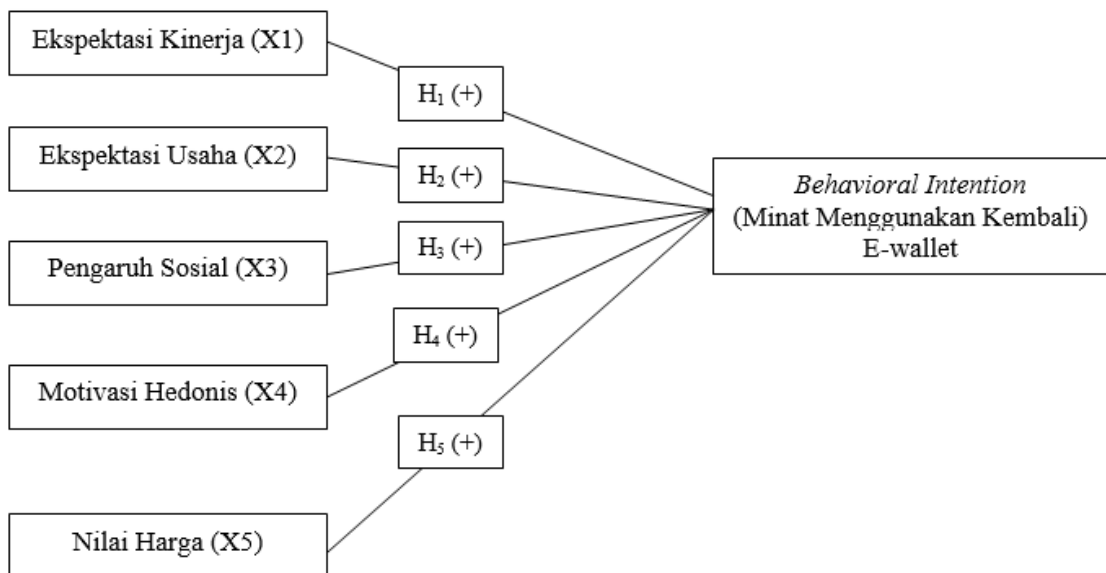 Ekspektasi Kinerja (X1)
H₁ (+)
Ekspektasi Usaha (X2)
H₂ (+)
Behavioral Intention
(Minat Menggunakan Kembali)
E-wallet
Pengaruh Sosial (X3)
H₃ (+)
Motivasi Hedonis (X4)
H₄ (+)
Nilai Harga (X5)
H₅ (+)